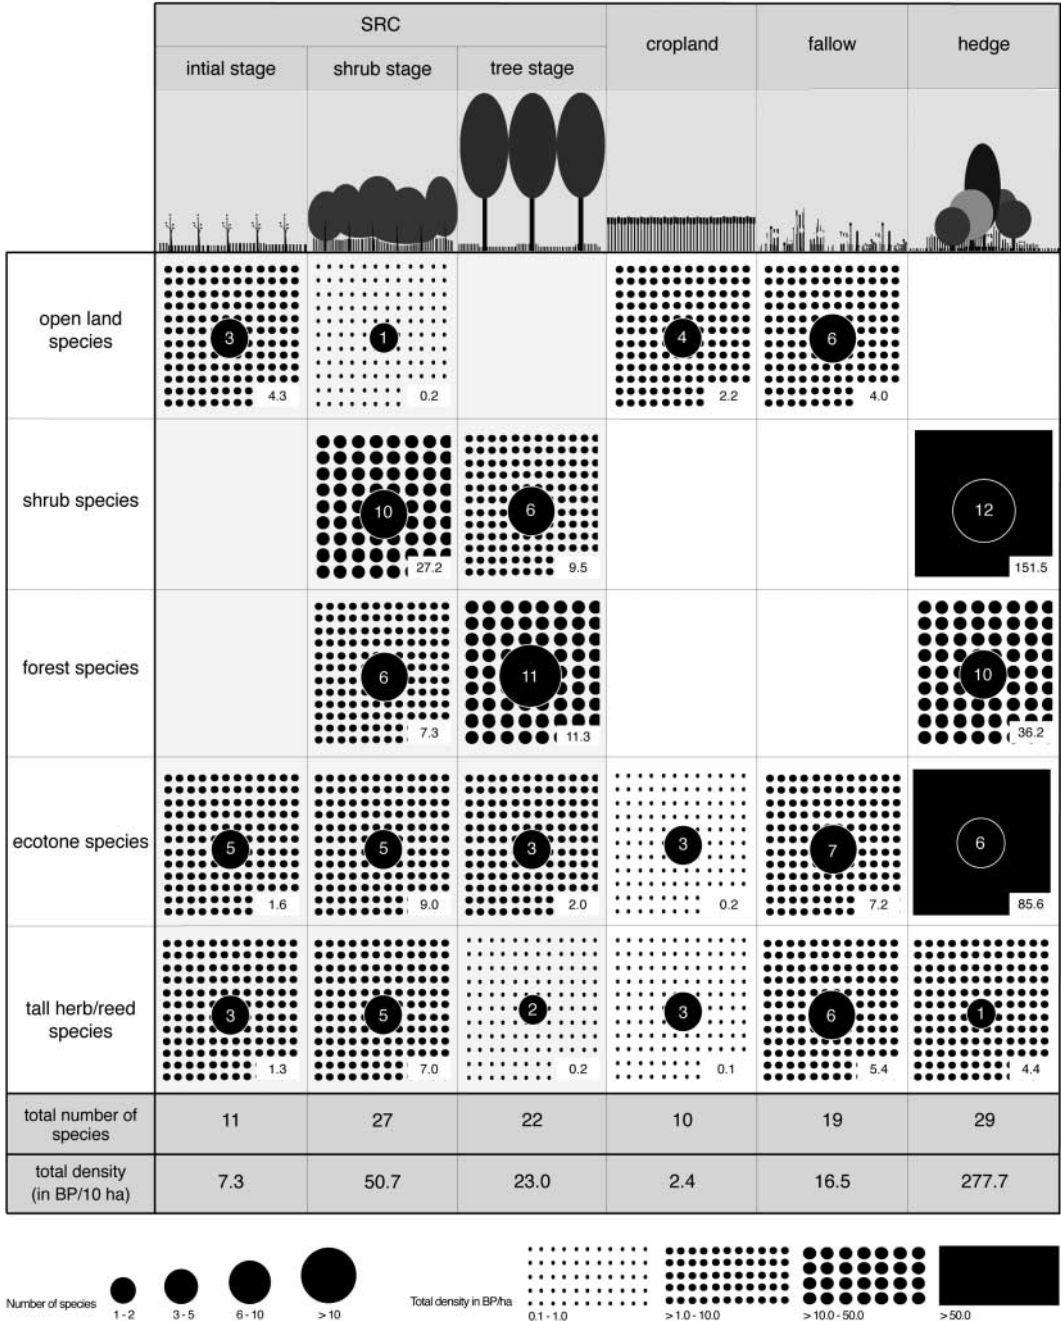 SRC
cropland
fallow
hedge
intial stage
shrub stage
tree stage
open land
species
3
4.3
1
0.2
4
2.2
6
4.0
shrub species
10
27.2
6
9.5
12
151.5
forest species
6
7.3
11
11.3
10
36.2
ecotone species
5
1.6
5
9.0
3
2.0
3
0.2
7
7.2
6
85.6
tall herb/reed
species
3
1.3
5
7.0
2
0.2
3
0.1
6
5.4
1
4.4
total number of
species
11
27
22
10
19
29
total density
(in BP/10 ha)
7.3
50.7
23.0
2.4
16.5
277.7
Number of species
1 - 2
3 - 5
6 - 10
> 10
Total density in BP/ha
0.1 - 1.0
> 1.0 - 10.0
> 10.0 - 50.0
> 50.0